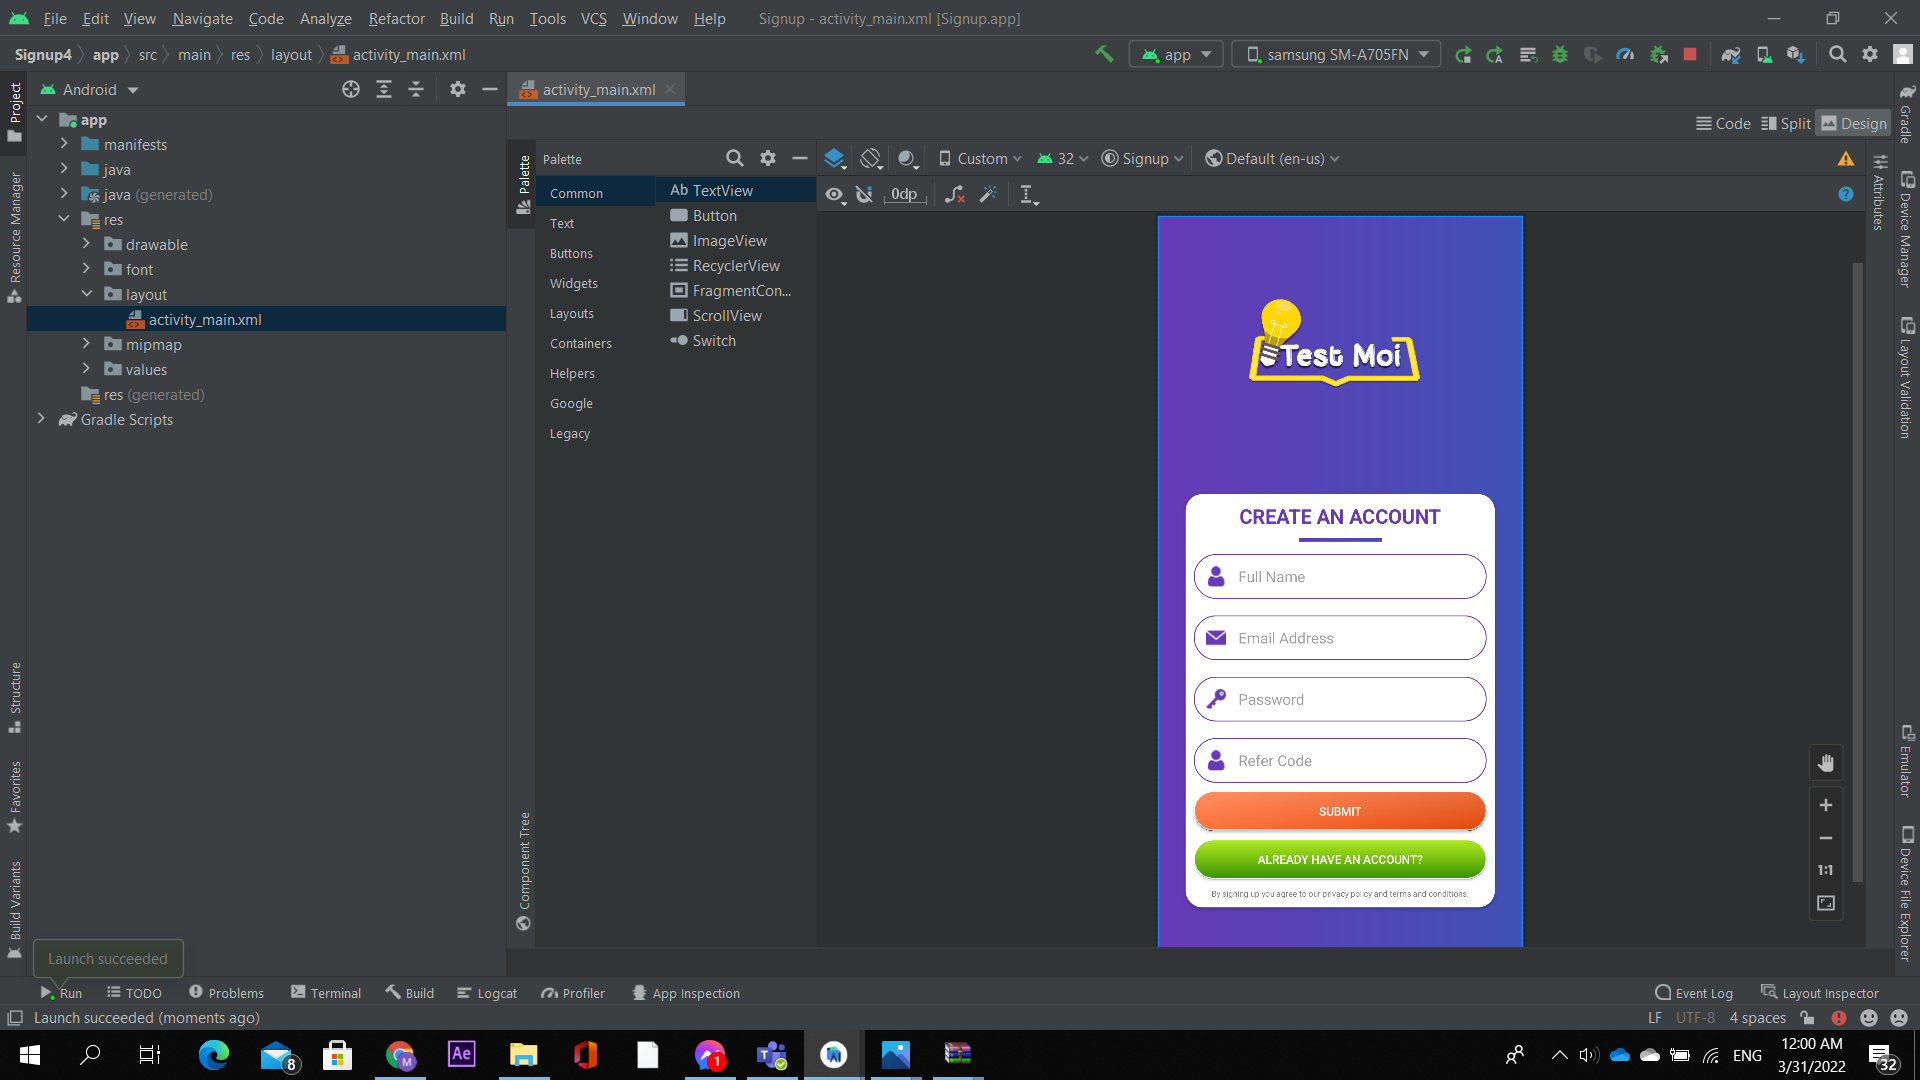 File Edit View Navigate Code Analyze Refactor Build Run Tools VCS Window Help Signup - activity_main.xml [Signup.app]
Signup4 app src main res layout activity_main.xml app samsung SM-A705FN
Android activity_main.xml
Code Split Design
app
manifests
java
java (generated)
res
drawable
font
layout
activity_main.xml
mipmap
values
res (generated)
Gradle Scripts
Project
Resource Manager
Structure
Favorites
Build Variants
Palette
Component Tree
Palette
Common
Text
Buttons
Widgets
Layouts
Containers
Helpers
Google
Legacy
Ab TextView
Button
ImageView
RecyclerView
FragmentCon...
ScrollView
Switch
Custom 32 Signup Default (en-us)
0dp
Test Moi
CREATE AN ACCOUNT
Full Name
Email Address
Password
Refer Code
SUBMIT
ALREADY HAVE AN ACCOUNT?
By signing up you agree to our privacy policy and terms and conditions.
1:1
Attributes
Gradle
Device Manager
Layout Validation
Emulator
Device File Explorer
Launch succeeded
Run TODO Problems Terminal Build Logcat Profiler App Inspection Event Log Layout Inspector
Launch succeeded (moments ago) LF UTF-8 4 spaces
8 Ae 1 ENG 12:00 AM
3/31/2022 32